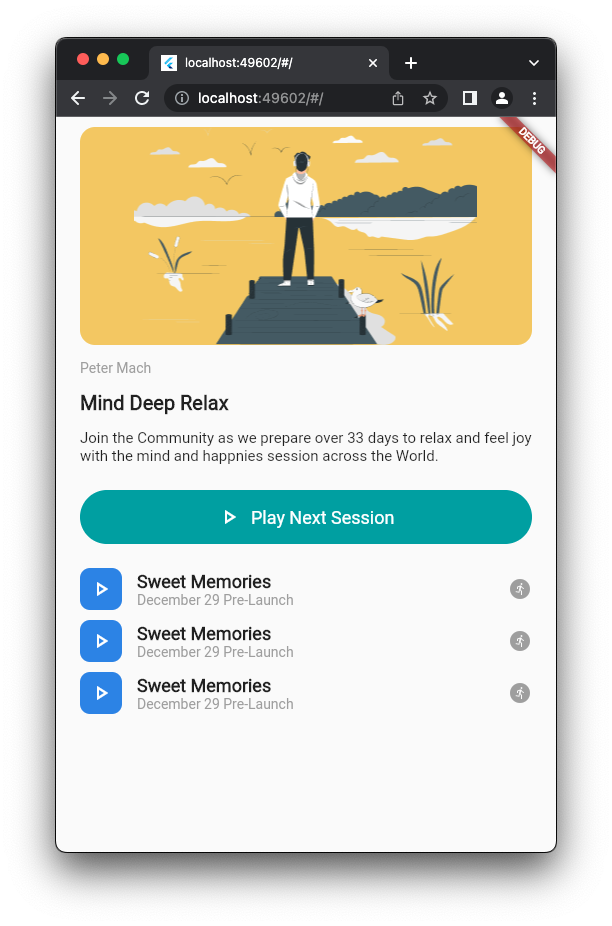 localhost:49602/#/
localhost:49602/#/
DEBUG
Peter Mach
Mind Deep Relax
Join the Community as we prepare over 33 days to relax and feel joy
with the mind and happnies session across the World.
Play Next Session
Sweet Memories
December 29 Pre-Launch
Sweet Memories
December 29 Pre-Launch
Sweet Memories
December 29 Pre-Launch